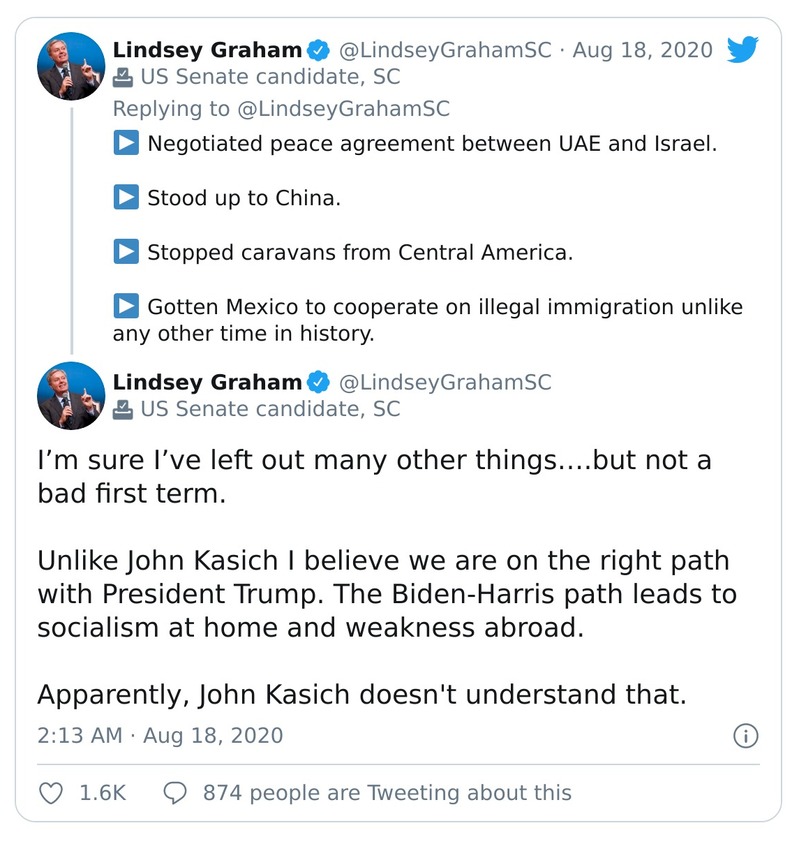 Lindsey Graham @LindseyGrahamSC · Aug 18, 2020
US Senate candidate, SC
Replying to @LindseyGrahamSC
▶ Negotiated peace agreement between UAE and Israel.
▶ Stood up to China.
▶ Stopped caravans from Central America.
▶ Gotten Mexico to cooperate on illegal immigration unlike
any other time in history.
Lindsey Graham @LindseyGrahamSC
US Senate candidate, SC
I’m sure I’ve left out many other things….but not a
bad first term.
Unlike John Kasich I believe we are on the right path
with President Trump. The Biden-Harris path leads to
socialism at home and weakness abroad.
Apparently, John Kasich doesn't understand that.
2:13 AM · Aug 18, 2020
1.6K 874 people are Tweeting about this